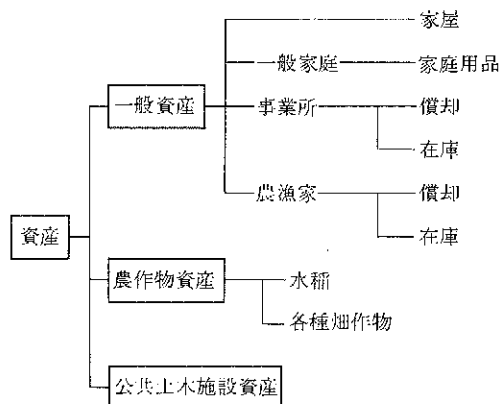 家屋
一般家庭 家庭用品
一般資産 事業所 償却
在庫
農漁家 償却
資産 在庫
農作物資産 水稲
各種畑作物
公共土木施設資産